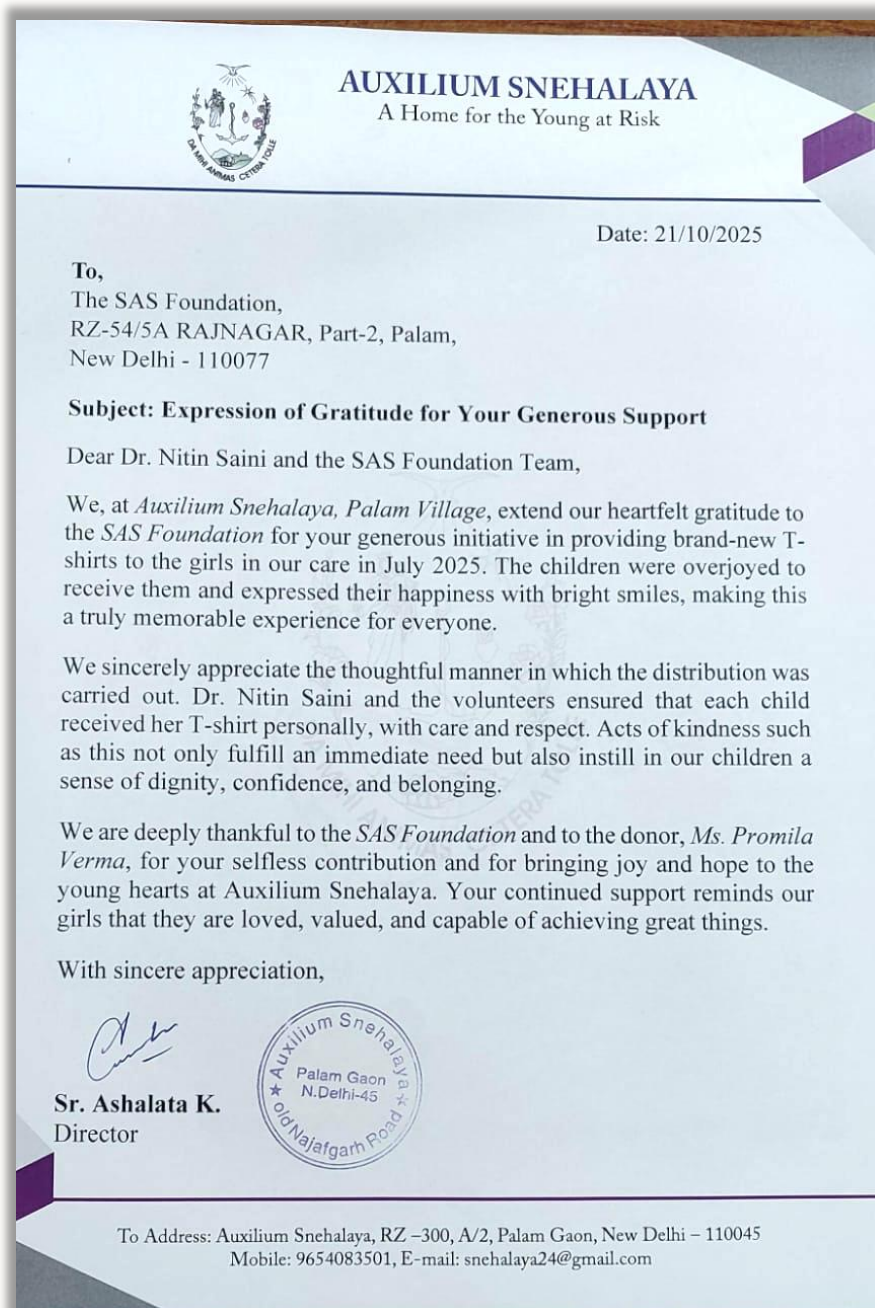 DA MIHI ANIMAS CETERA TOLLE
AUXILIUM SNEHALAYA
A Home for the Young at Risk
Date: 21/10/2025
To,
The SAS Foundation,
RZ-54/5A RAJNAGAR, Part-2, Palam,
New Delhi - 110077
Subject: Expression of Gratitude for Your Generous Support
Dear Dr. Nitin Saini and the SAS Foundation Team,
We, at Auxilium Snehalaya, Palam Village, extend our heartfelt gratitude to
the SAS Foundation for your generous initiative in providing brand-new T-
shirts to the girls in our care in July 2025. The children were overjoyed to
receive them and expressed their happiness with bright smiles, making this
a truly memorable experience for everyone.
We sincerely appreciate the thoughtful manner in which the distribution was
carried out. Dr. Nitin Saini and the volunteers ensured that each child
received her T-shirt personally, with care and respect. Acts of kindness such
as this not only fulfill an immediate need but also instill in our children a
sense of dignity, confidence, and belonging.
We are deeply thankful to the SAS Foundation and to the donor, Ms. Promila
Verma, for your selfless contribution and for bringing joy and hope to the
young hearts at Auxilium Snehalaya. Your continued support reminds our
girls that they are loved, valued, and capable of achieving great things.
With sincere appreciation,
Auxilium Snehalaya
Palam Gaon
N.Delhi-45
old Najafgarh Road
Sr. Ashalata K.
Director
To Address: Auxilium Snehalaya, RZ –300, A/2, Palam Gaon, New Delhi – 110045
Mobile: 9654083501, E-mail: snehalaya24@gmail.com